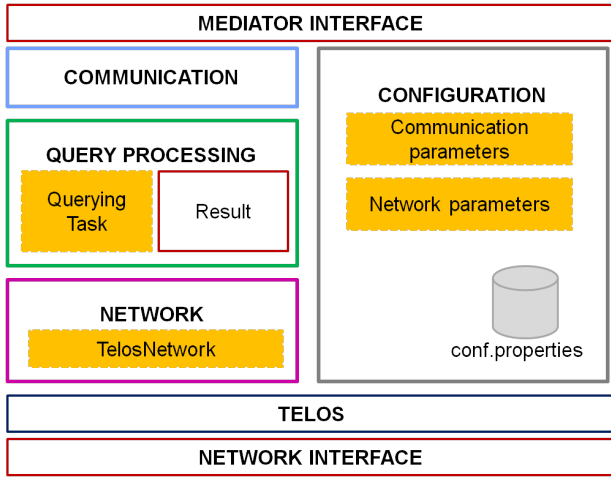 MEDIATOR INTERFACE
COMMUNICATION
QUERY PROCESSING
Querying
Task
Result
NETWORK
TelosNetwork
CONFIGURATION
Communication
parameters
Network parameters
conf.properties
TELOS
NETWORK INTERFACE